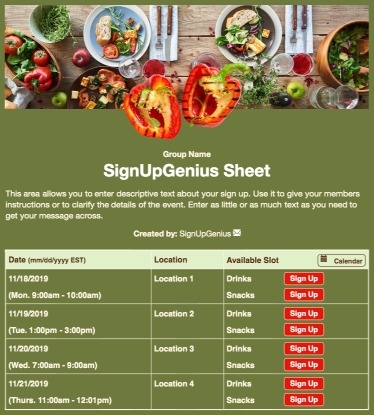 Group Name
SignUpGenius Sheet
This area allows you to enter descriptive text about your sign up. Use it to give your members
instructions or to clarify the details of the event. Enter as little or as much text as you need to
get your message across.
Created by: SignUpGenius
Date (mm/dd/yyyy EST) Location Available Slot Calendar
11/18/2019 Location 1 Drinks Sign Up
(Mon. 9:00am - 10:00am) Snacks Sign Up
11/19/2019 Location 2 Drinks Sign Up
(Tue. 1:00pm - 3:00pm) Snacks Sign Up
11/20/2019 Location 3 Drinks Sign Up
(Wed. 7:00am - 9:00am) Snacks Sign Up
11/21/2019 Location 4 Drinks Sign Up
(Thurs. 11:00am - 12:01pm) Snacks Sign Up